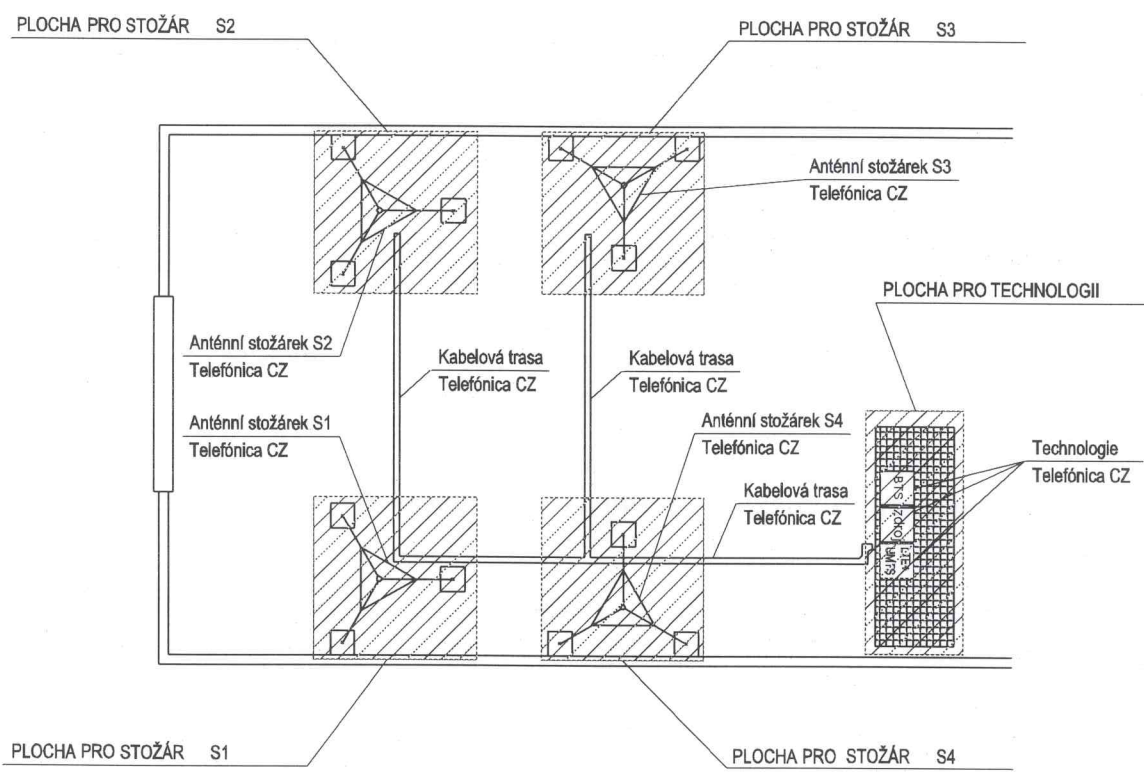 PLOCHA PRO STOŽÁR S2
PLOCHA PRO STOŽÁR S3
Anténní stožárek S3
Telefónica CZ
PLOCHA PRO TECHNOLOGII
Anténní stožárek S2
Telefónica CZ
Kabelová trasa
Telefónica CZ
Kabelová trasa
Telefónica CZ
Anténní stožárek S1
Telefónica CZ
Anténní stožárek S4
Telefónica CZ
Technologie
Telefónica CZ
Kabelová trasa
Telefónica CZ
BTS
LTE+
UMTS
PLOCHA PRO STOŽÁR S1
PLOCHA PRO STOŽÁR S4